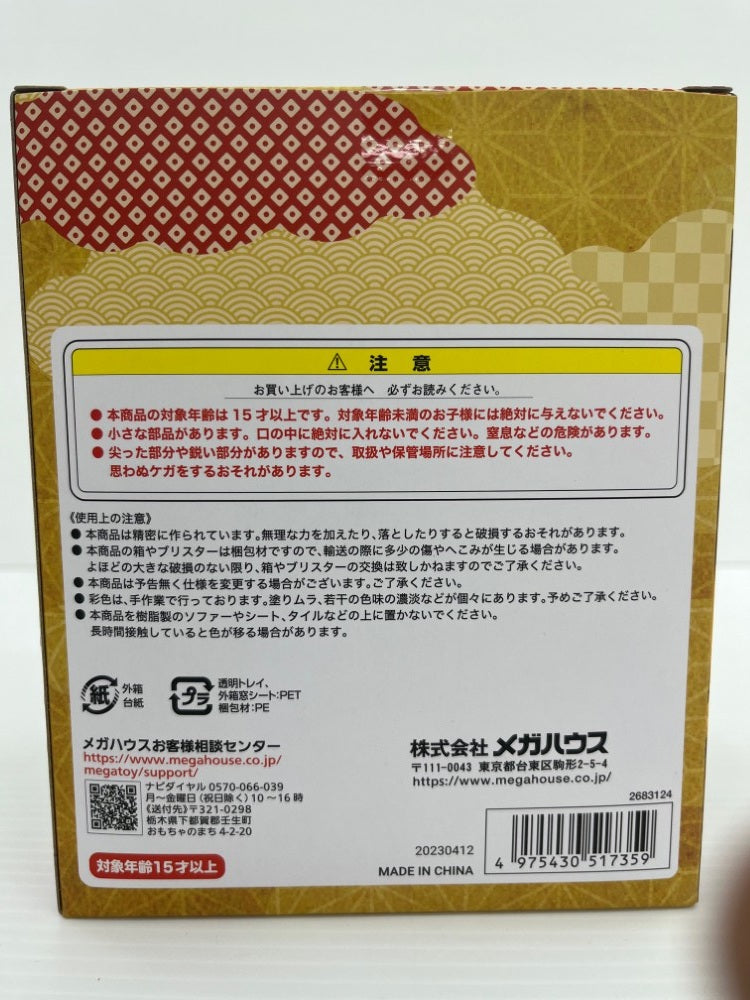 ⚠ 注 意
お買い上げのお客様へ 必ずお読みください。
● 本商品の対象年齢は15才以上です。対象年齢未満のお子様には絶対に与えないでください。
● 小さな部品があります。口の中に絶対に入れないでください。窒息などの危険があります。
● 尖った部分や鋭い部分がありますので、取扱や保管場所に注意してください。
思わぬケガをするおそれがあります。
《使用上の注意》
● 本商品は精密に作られています。無理な力を加えたり、落としたりすると破損するおそれがあります。
● 本商品の箱やブリスターは梱包材ですので、輸送の際に多少の傷やへこみが生じる場合があります。
よほどの大きな破損のない限り、箱やブリスターの交換は致しかねますのでご了承ください。
● 本商品は予告無く仕様を変更する場合がございます。ご了承ください。
● 彩色は、手作業で行っております。塗りムラ、若干の色味の濃淡などが個々にあります。予めご了承ください。
● 本商品を樹脂製のソファーやシート、タイルなどの上に置かないでください。
長時間接触していると色が移る場合があります。
紙 外箱
台紙
プラ 透明トレイ、
外箱窓シート:PET
梱包材:PE
メガハウスお客様相談センター
https://www.megahouse.co.jp/
megatoy/support/
ナビダイヤル 0570-066-039
月〜金曜日(祝日除く)10〜16時
《送付先》〒321-0298
栃木県下都賀郡壬生町
おもちゃのまち 4-2-20
対象年齢15才以上
株式会社 メガハウス
〒111-0043 東京都台東区駒形2-5-4
https://www.megahouse.co.jp/
2683124
20230412
MADE IN CHINA
4 975430 517359